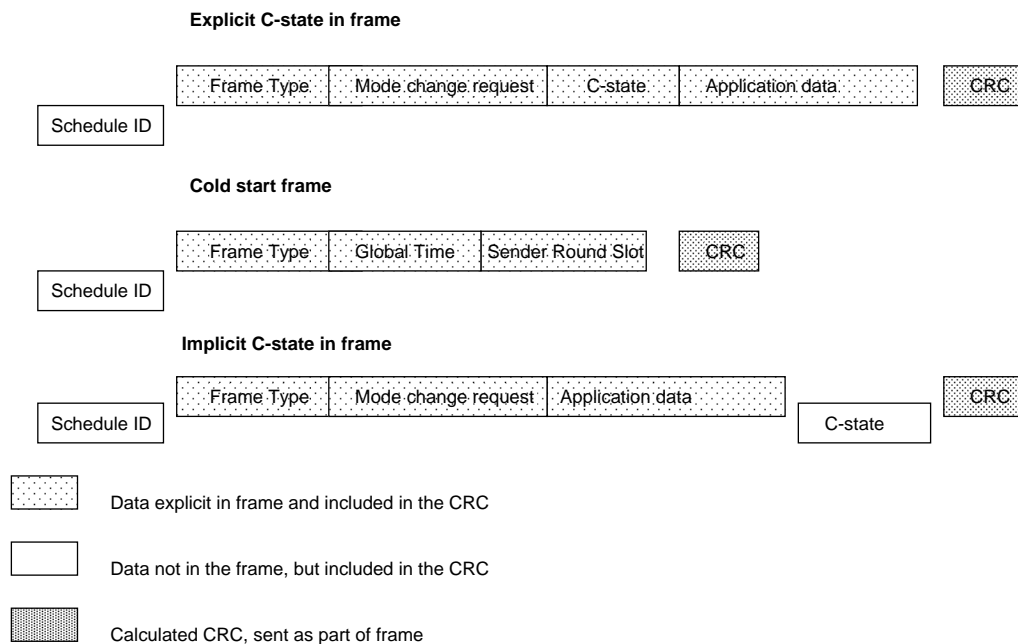 Explicit C-state in frame
Frame Type Mode change request C-state Application data CRC
Schedule ID
Cold start frame
Frame Type Global Time Sender Round Slot CRC
Schedule ID
Implicit C-state in frame
Frame Type Mode change request Application data CRC
Schedule ID C-state
Data explicit in frame and included in the CRC
Data not in the frame, but included in the CRC
Calculated CRC, sent as part of frame